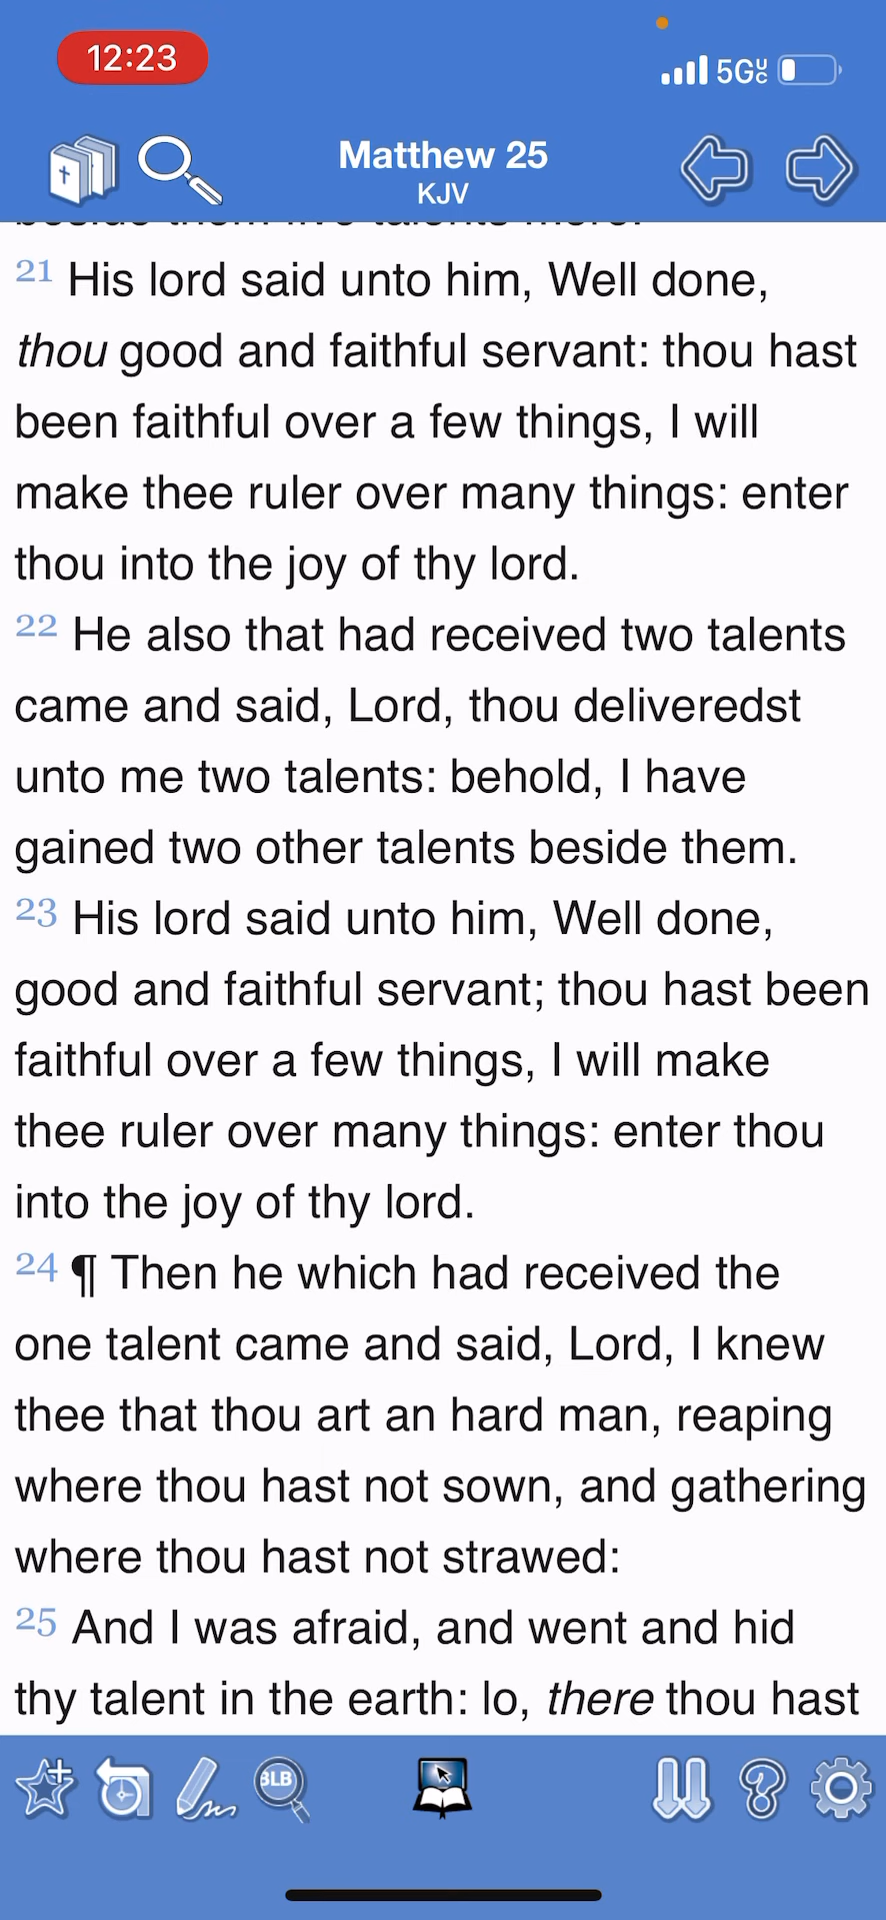 12:23
5G UC
Matthew 25
KJV
beside them five talents more.
21 His lord said unto him, Well done,
thou good and faithful servant: thou hast
been faithful over a few things, I will
make thee ruler over many things: enter
thou into the joy of thy lord.
22 He also that had received two talents
came and said, Lord, thou deliveredst
unto me two talents: behold, I have
gained two other talents beside them.
23 His lord said unto him, Well done,
good and faithful servant; thou hast been
faithful over a few things, I will make
thee ruler over many things: enter thou
into the joy of thy lord.
24 ¶ Then he which had received the
one talent came and said, Lord, I knew
thee that thou art an hard man, reaping
where thou hast not sown, and gathering
where thou hast not strawed:
25 And I was afraid, and went and hid
thy talent in the earth: lo, there thou hast
BLB